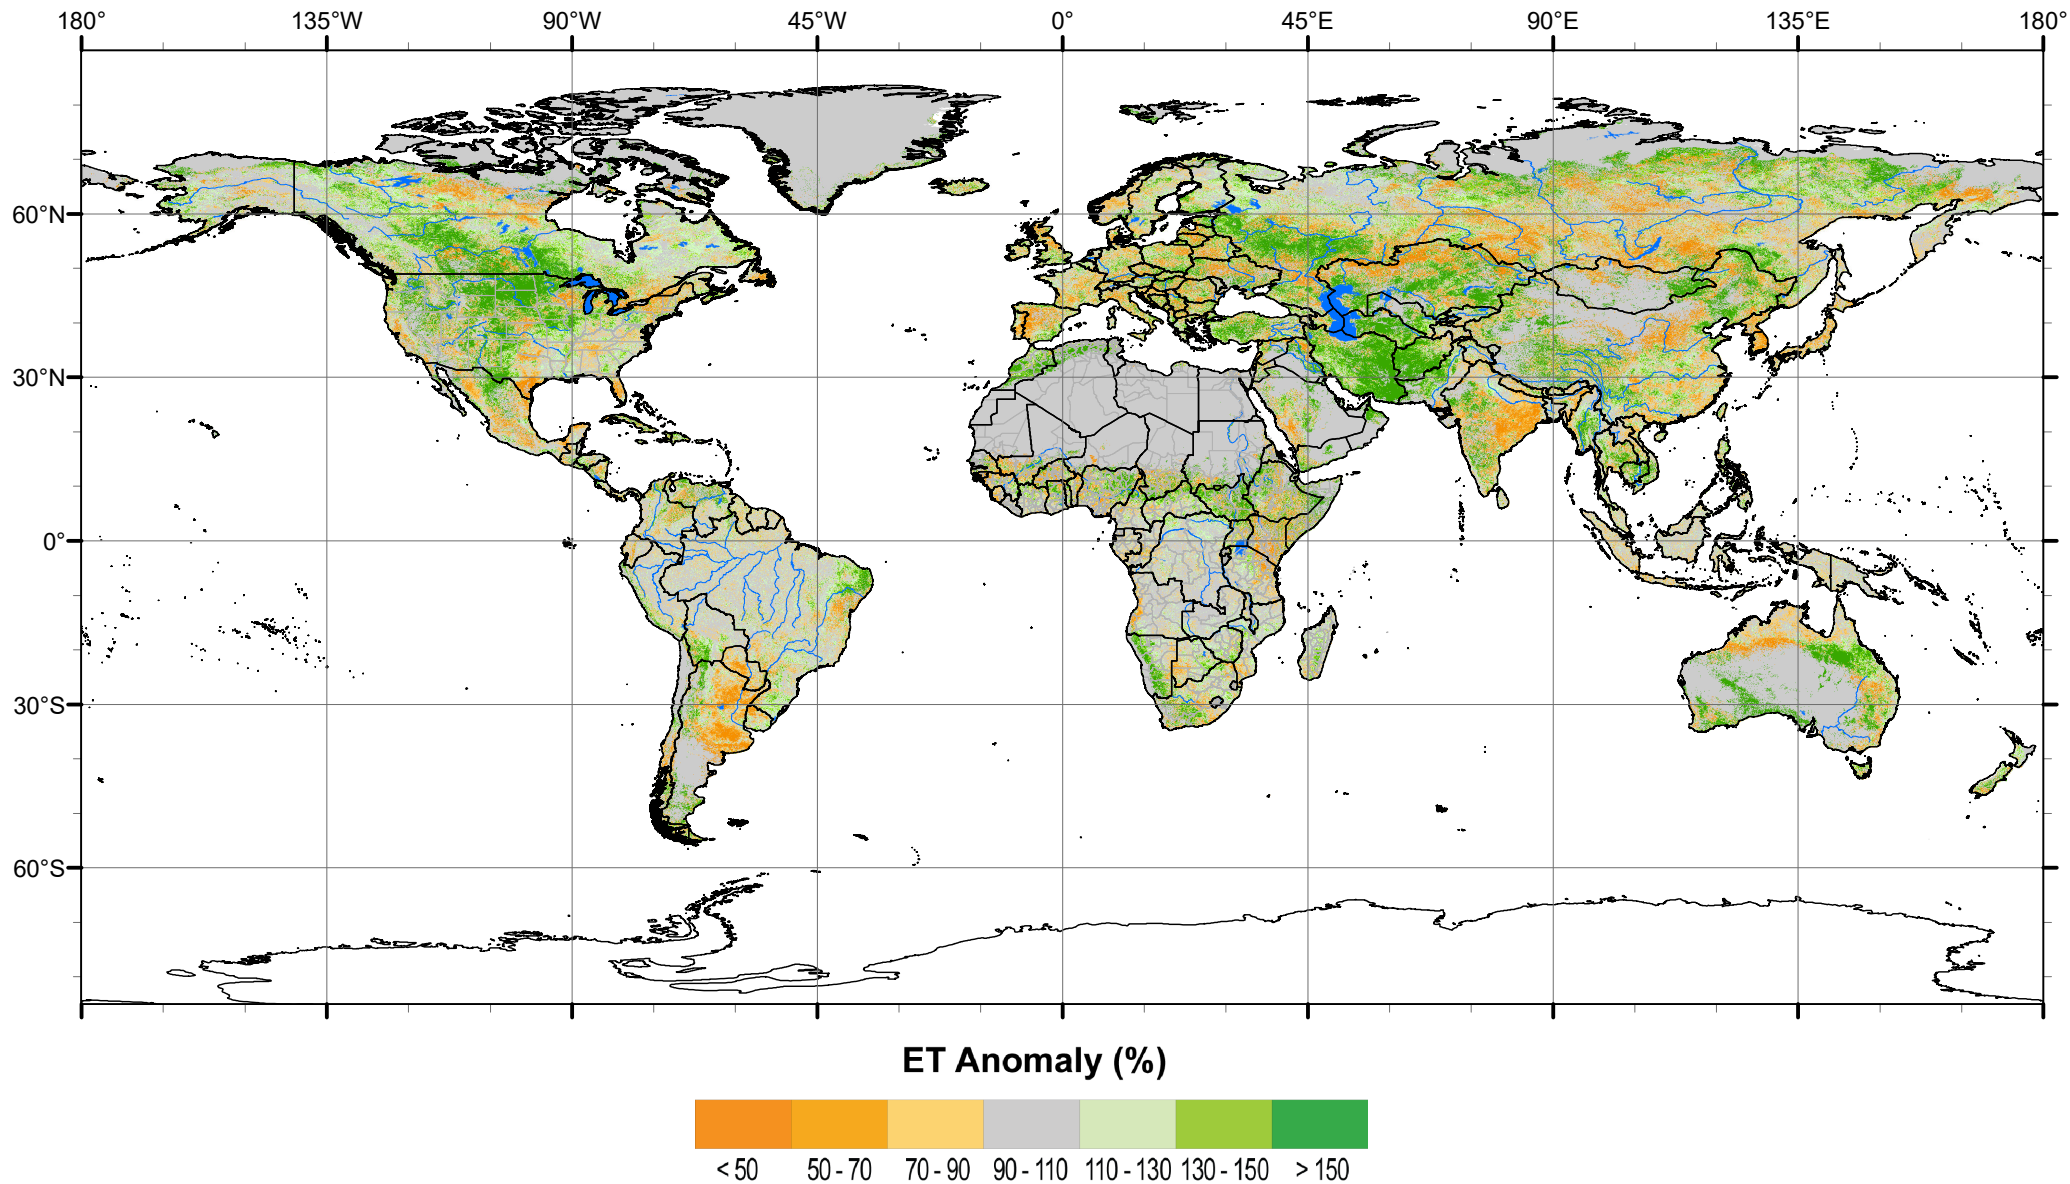 180° 135°W 90°W 45°W 0° 45°E 90°E 135°E 180°
60°N
30°N
0°
30°S
60°S
ET Anomaly (%)
< 50 50 - 70 70 - 90 90 - 110 110 - 130 130 - 150 > 150